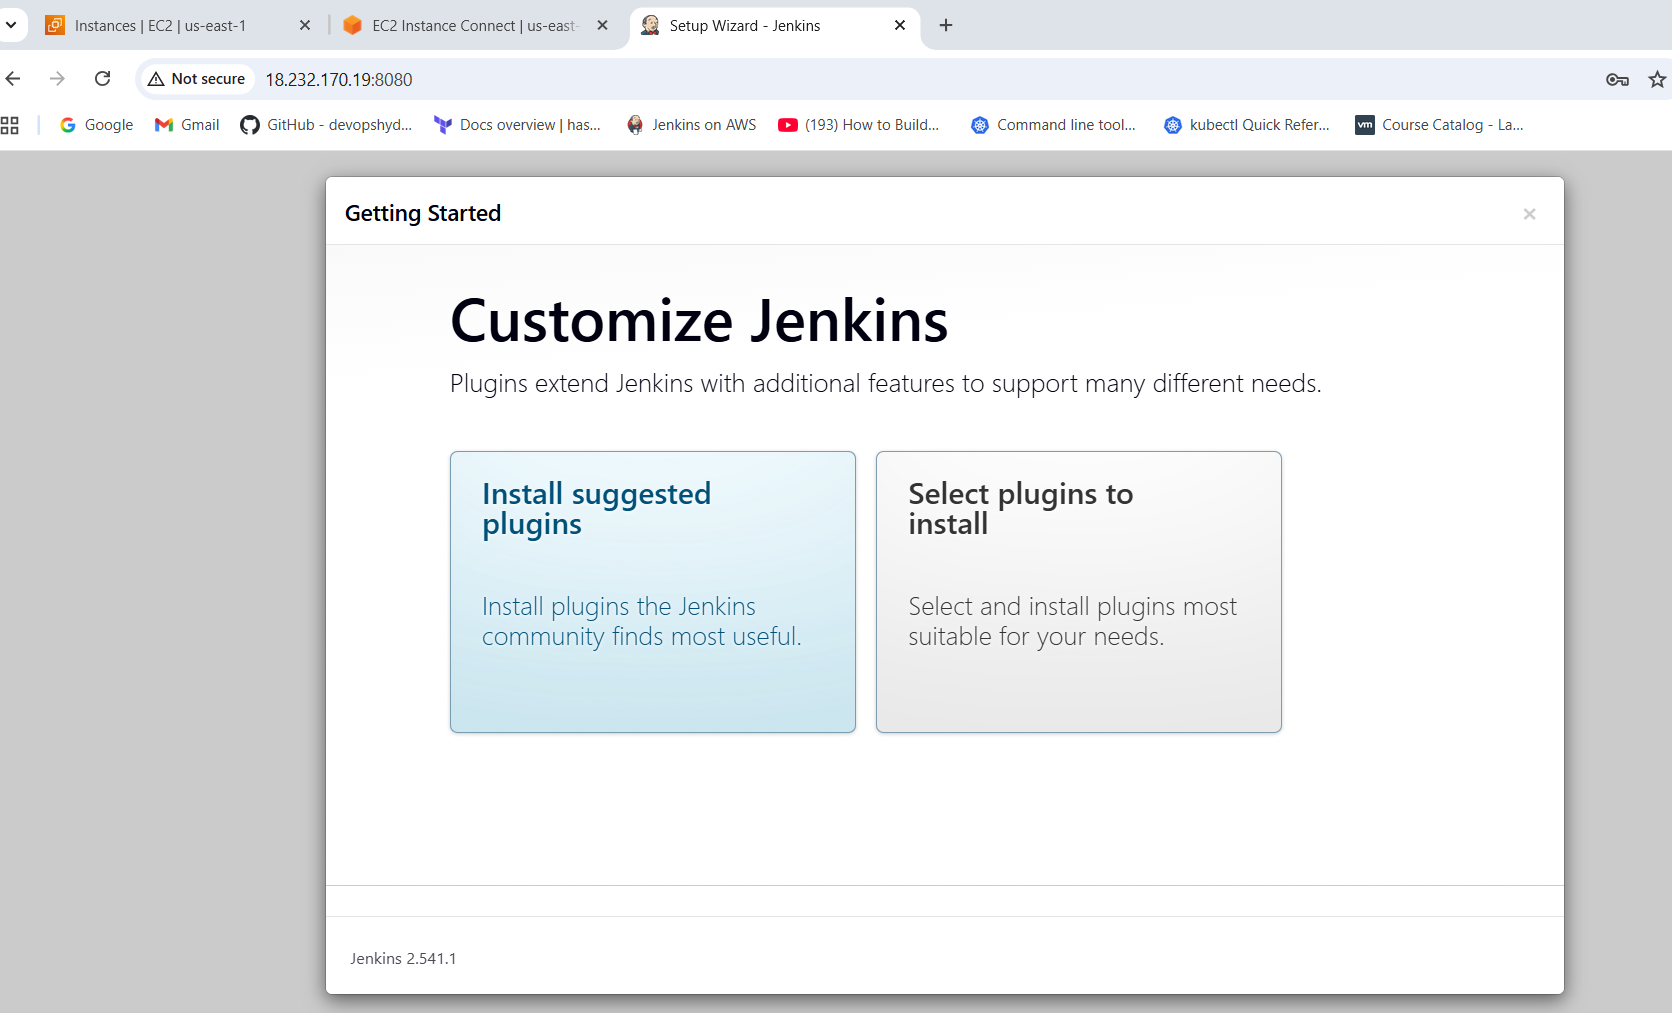 Instances | EC2 | us-east-1
EC2 Instance Connect | us-east-
Setup Wizard - Jenkins
Not secure
18.232.170.19:8080
Google
Gmail
GitHub - devopshyd...
Docs overview | has...
Jenkins on AWS
(193) How to Build...
Command line tool...
kubectl Quick Refer...
vm
Course Catalog - La...
Getting Started
Customize Jenkins
Plugins extend Jenkins with additional features to support many different needs.
Install suggested
plugins
Install plugins the Jenkins
community finds most useful.
Select plugins to
install
Select and install plugins most
suitable for your needs.
Jenkins 2.541.1